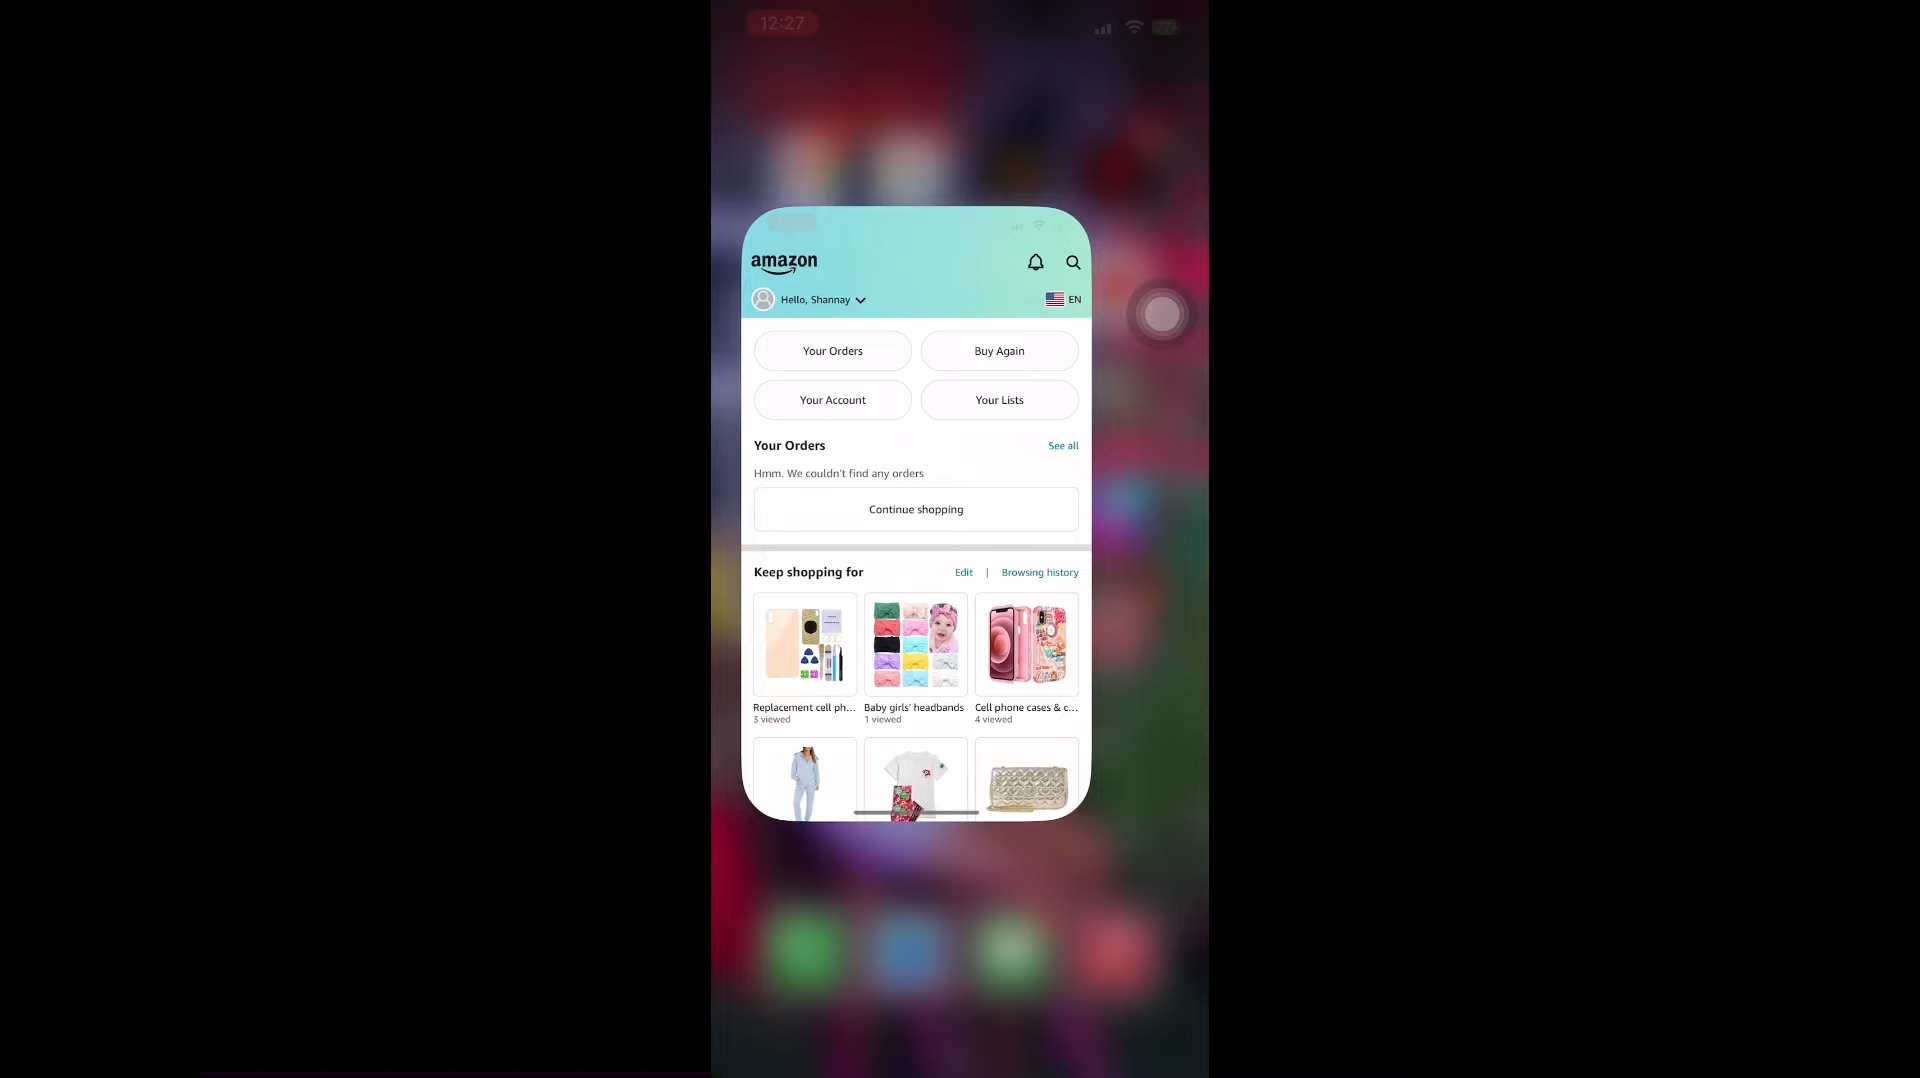 12:27
amazon
Hello, Shannay
EN
Your Orders
Buy Again
Your Account
Your Lists
Your Orders
See all
Hmm. We couldn't find any orders
Continue shopping
Keep shopping for
Edit | Browsing history
Replacement cell ph...
Baby girls' headbands
Cell phone cases & c...
3 viewed
1 viewed
4 viewed